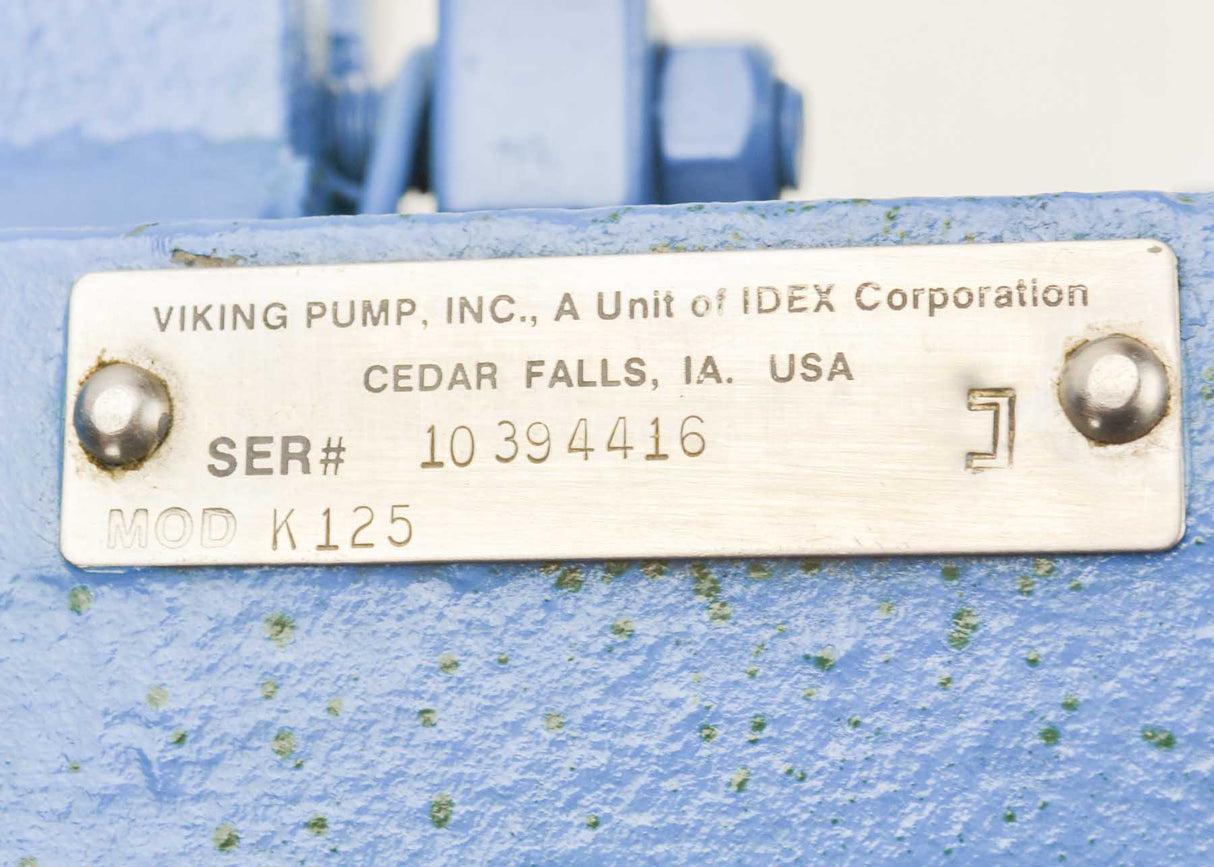 VIKING PUMP, INC., A Unit of IDEX Corporation
CEDAR FALLS, IA. USA
SER# 10394416
MOD K125